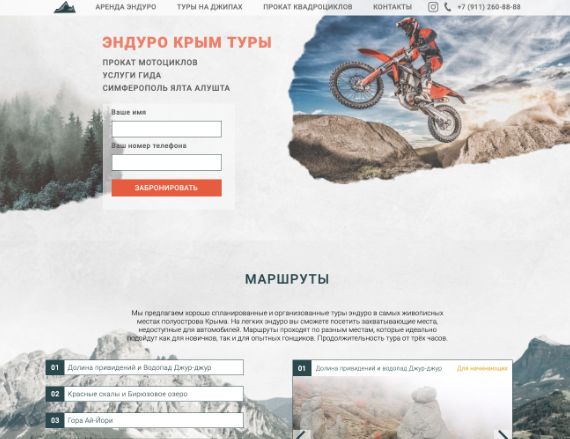 АРЕНДА ЭНДУРО ТУРЫ НА ДЖИПАХ ПРОКАТ КВАДРОЦИКЛОВ КОНТАКТЫ +7 (911) 260-88-88
ЭНДУРО КРЫМ ТУРЫ
ПРОКАТ МОТОЦИКЛОВ
УСЛУГИ ГИДА
СИМФЕРОПОЛЬ ЯЛТА АЛУШТА
Ваше имя
Ваш номер телефона
ЗАБРОНИРОВАТЬ
МАРШРУТЫ
Мы предлагаем хорошо спланированные и организованные туры эндуро в самых живописных
местах полуострова Крыма. На легких эндуро вы сможете посетить захватывающие места,
недоступные для автомобилей. Маршруты проходят по разным местам, которые идеально
подойдут как для новичков, так и для опытных гонщиков. Продолжительность тура от трёх часов.
01 Долина привидений и Водопад Джур-джур
02 Красные скалы и Бирюзовое озеро
03 Гора Ай-Йори
01 Долина привидений и водопад Джур-джур Для начинающих